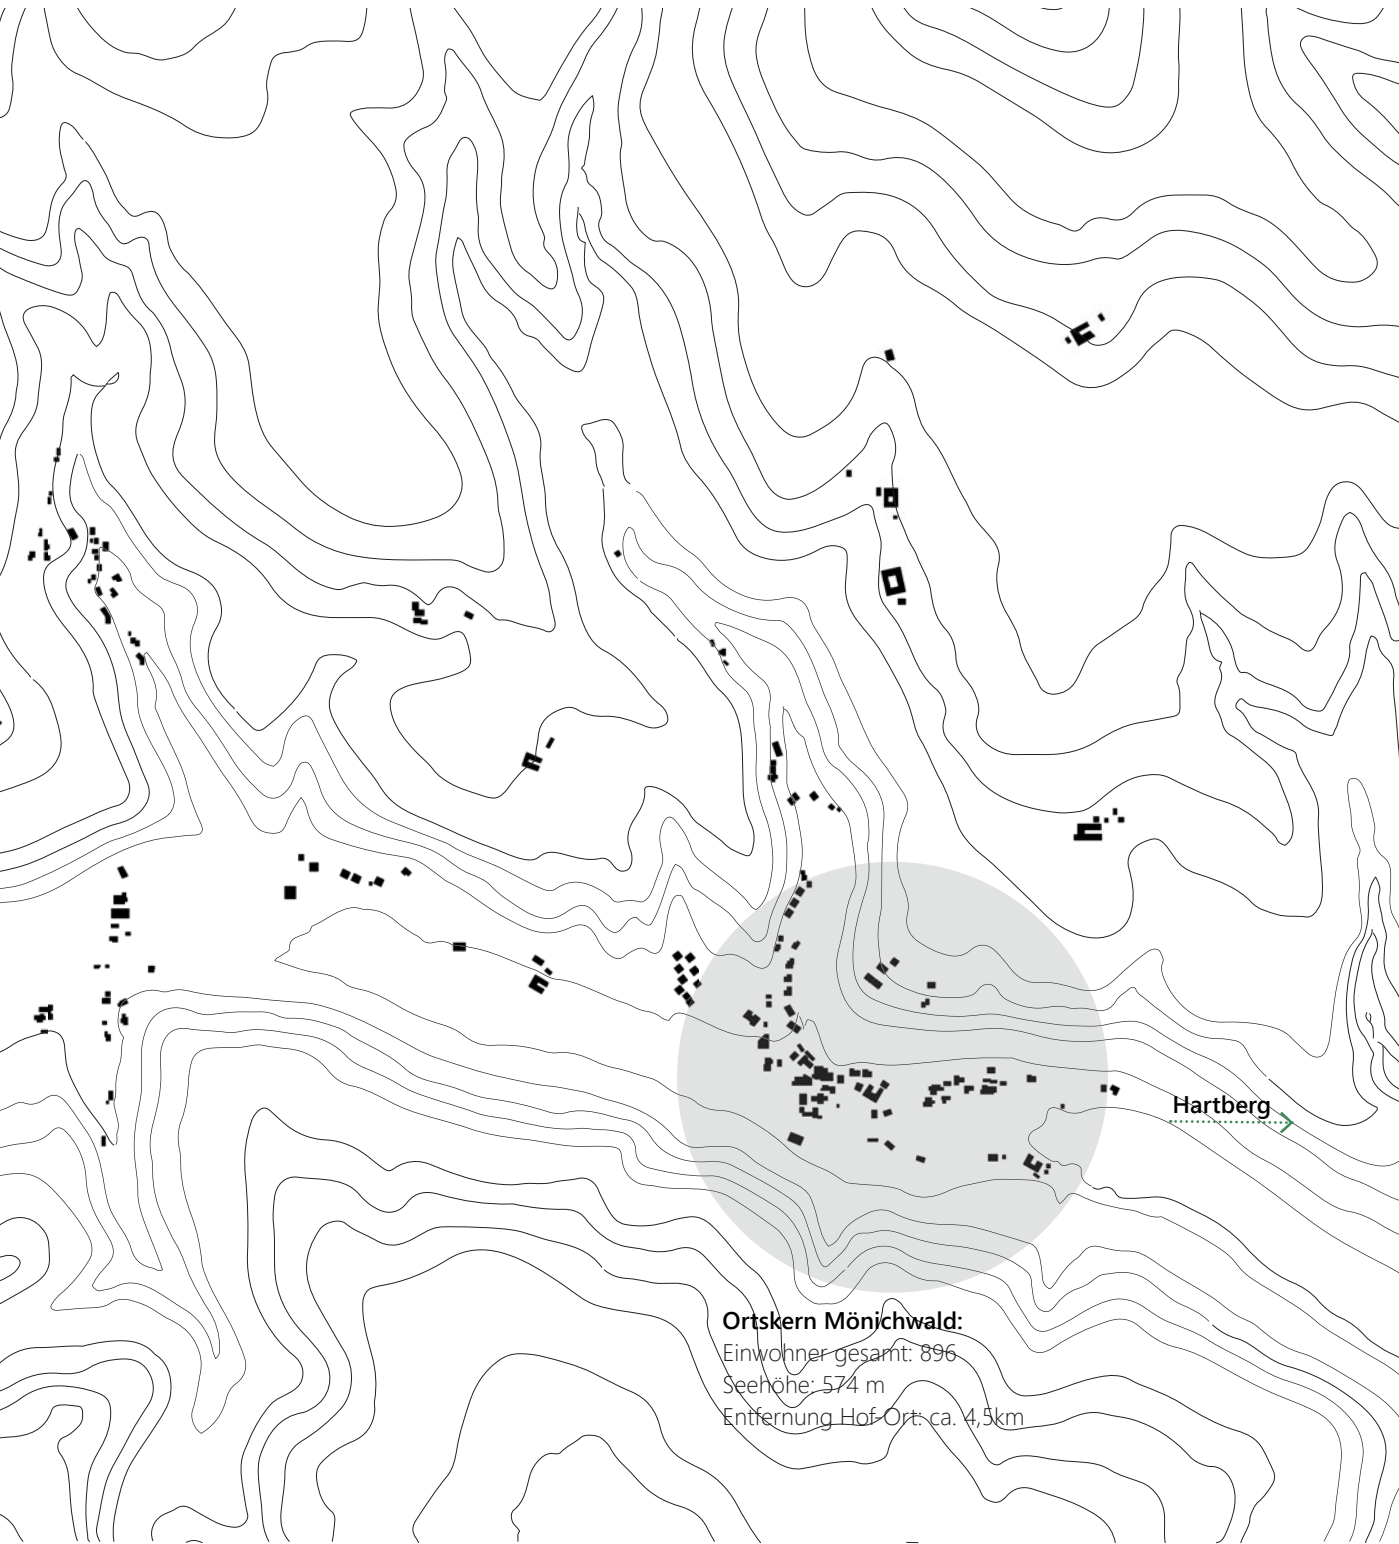 Hartberg
Ortskern Mönichwald:
Einwohner gesamt: 896
Seehöhe: 574 m
Entfernung Hof-Ort: ca. 4,5km